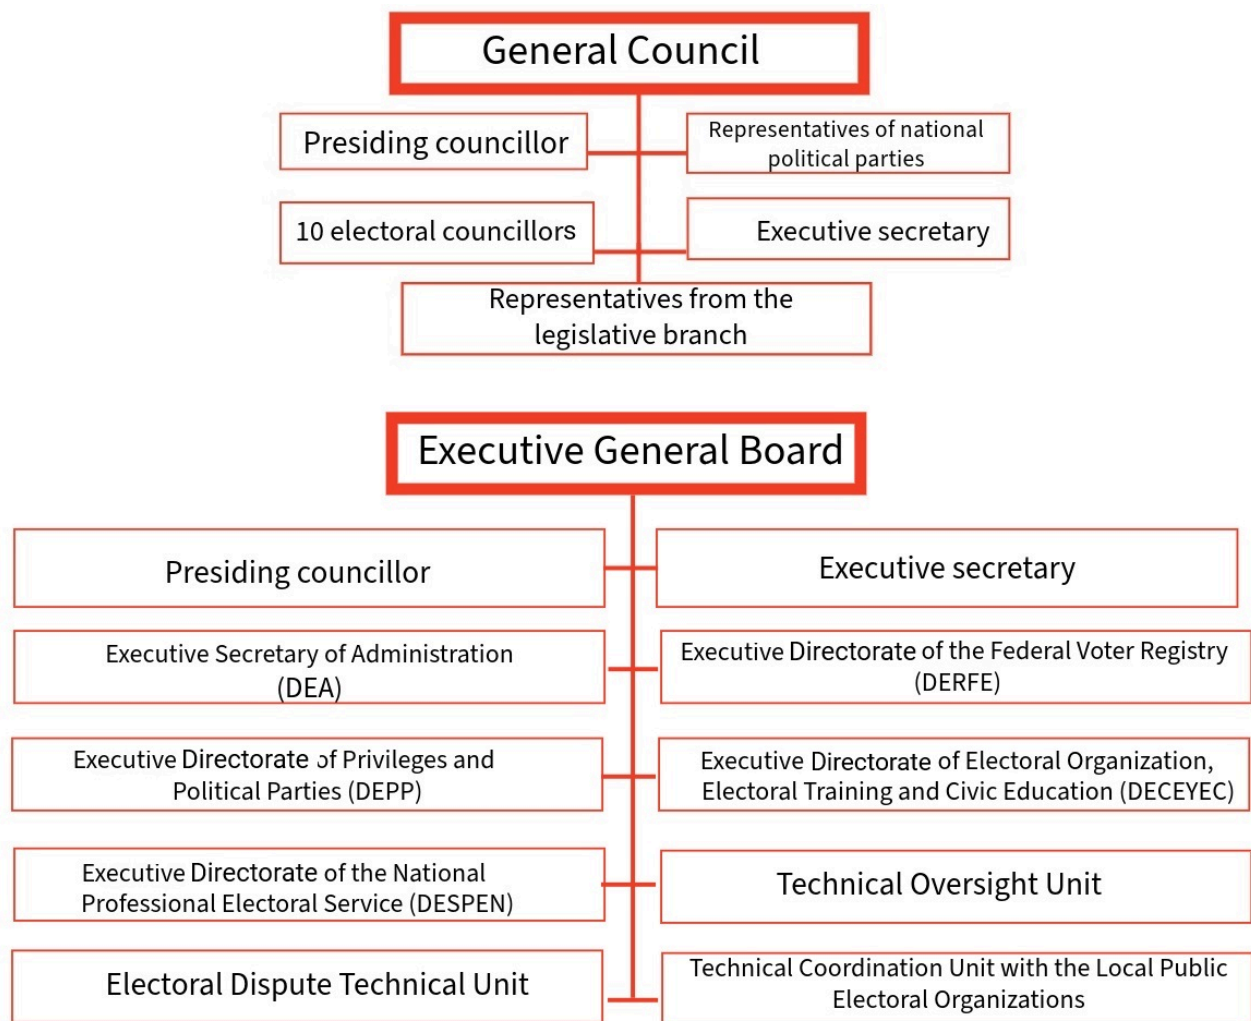 General Council
Presiding councillor
Representatives of national
political parties
10 electoral councillors
Executive secretary
Representatives from the
legislative branch
Executive General Board
Presiding councillor
Executive secretary
Executive Secretary of Administration
(DEA)
Executive Directorate of the Federal Voter Registry
(DERFE)
Executive Directorate of Privileges and
Political Parties (DEPP)
Executive Directorate of Electoral Organization,
Electoral Training and Civic Education (DECEYEC)
Executive Directorate of the National
Professional Electoral Service (DESPEN)
Technical Oversight Unit
Electoral Dispute Technical Unit
Technical Coordination Unit with the Local Public
Electoral Organizations